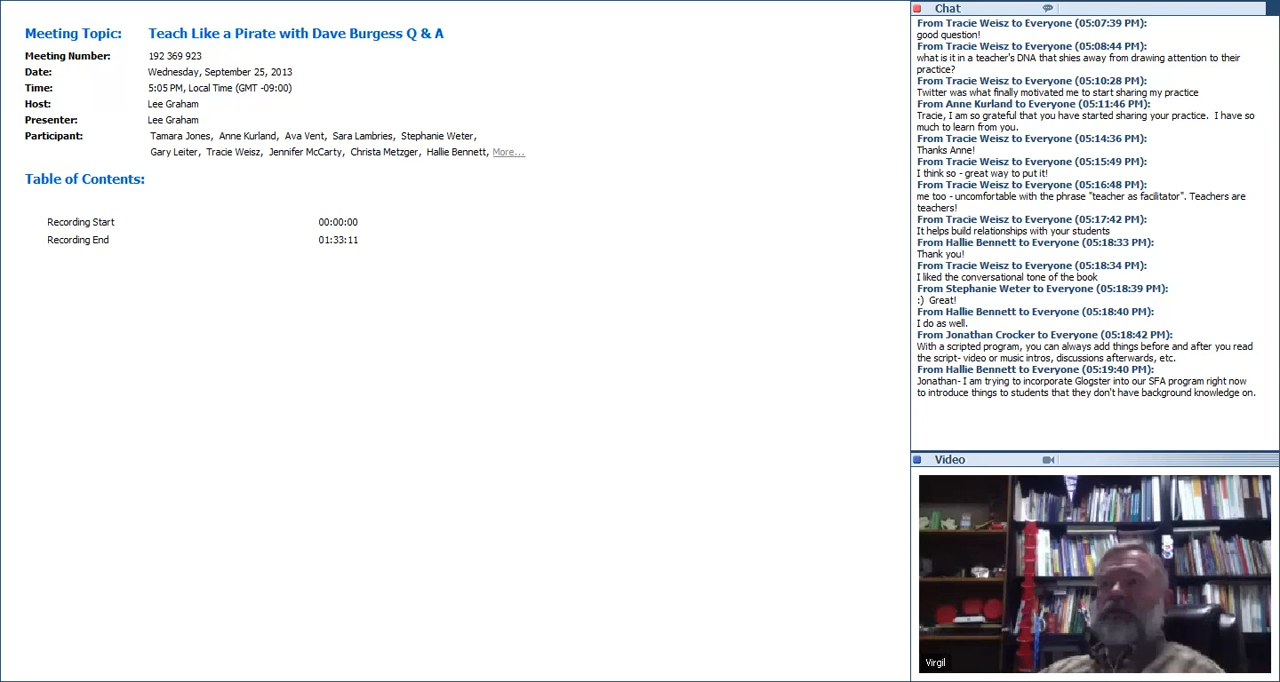 Meeting Topic: Teach Like a Pirate with Dave Burgess Q & A
Meeting Number: 192 369 923
Date: Wednesday, September 25, 2013
Time: 5:05 PM, Local Time (GMT -09:00)
Host: Lee Graham
Presenter: Lee Graham
Participant: Tamara Jones, Anne Kurland, Ava Vent, Sara Lambries, Stephanie Weter,
Gary Leiter, Tracie Weisz, Jennifer McCarty, Christa Metzger, Hallie Bennett, More...
Table of Contents:
Recording Start 00:00:00
Recording End 01:33:11
Chat
From Tracie Weisz to Everyone (05:07:39 PM):
good question!
From Tracie Weisz to Everyone (05:08:44 PM):
what is it in a teacher's DNA that shies away from drawing attention to their
practice?
From Tracie Weisz to Everyone (05:10:28 PM):
Twitter was what finally motivated me to start sharing my practice
From Anne Kurland to Everyone (05:11:46 PM):
Tracie, I am so grateful that you have started sharing your practice. I have so
much to learn from you.
From Tracie Weisz to Everyone (05:14:36 PM):
Thanks Anne!
From Tracie Weisz to Everyone (05:15:49 PM):
I think so - great way to put it!
From Tracie Weisz to Everyone (05:16:48 PM):
me too - uncomfortable with the phrase "teacher as facilitator". Teachers are
teachers!
From Tracie Weisz to Everyone (05:17:42 PM):
It helps build relationships with your students
From Hallie Bennett to Everyone (05:18:33 PM):
Thank you!
From Tracie Weisz to Everyone (05:18:34 PM):
I liked the conversational tone of the book
From Stephanie Weter to Everyone (05:18:39 PM):
:) Great!
From Hallie Bennett to Everyone (05:18:40 PM):
I do as well.
From Jonathan Crocker to Everyone (05:18:42 PM):
With a scripted program, you can always add things before and after you read
the script- video or music intros, discussions afterwards, etc.
From Hallie Bennett to Everyone (05:19:40 PM):
Jonathan- I am trying to incorporate Glogster into our SFA program right now
to introduce things to students that they don't have background knowledge on.
Video
Virgil